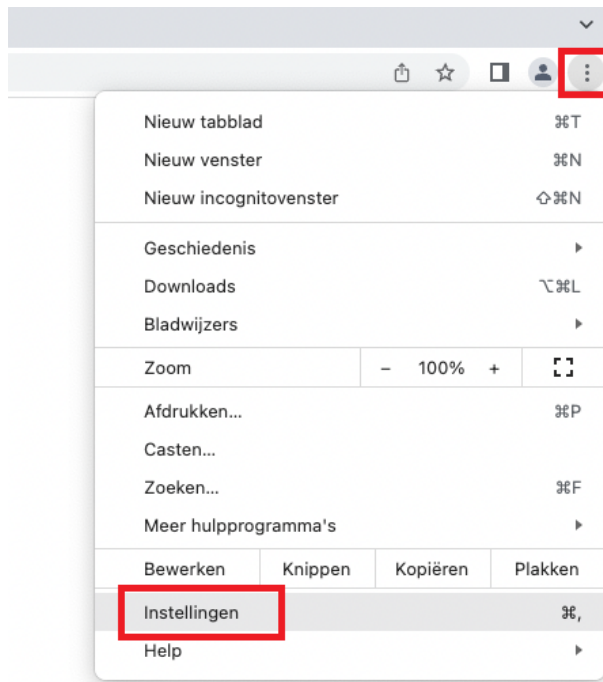 Nieuw tabblad ⌘T
Nieuw venster ⌘N
Nieuw incognitovenster ⇧⌘N
Geschiedenis
Downloads ⌥⌘L
Bladwijzers
Zoom - 100% +
Afdrukken... ⌘P
Casten...
Zoeken... ⌘F
Meer hulpprogramma's
Bewerken Knippen Kopiëren Plakken
Instellingen ⌘,
Help